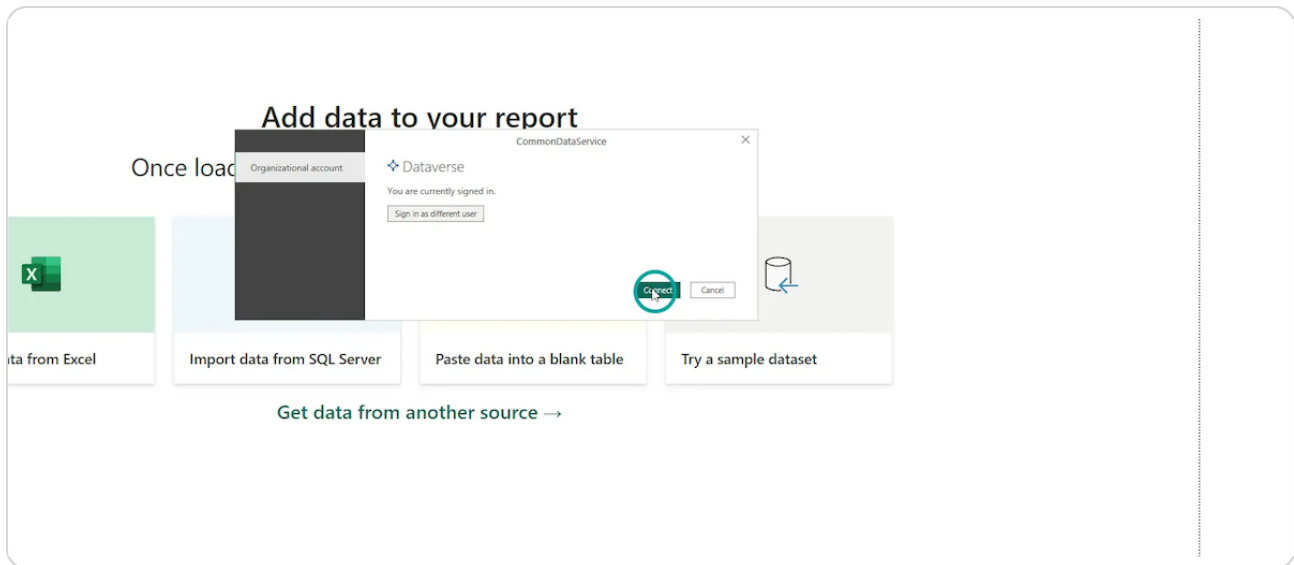 Add data to your report
Once load
CommonDataService
Organizational account
Dataverse
You are currently signed in.
Sign in as different user
Connect
Cancel
X
ata from Excel
Import data from SQL Server
Paste data into a blank table
Try a sample dataset
Get data from another source →